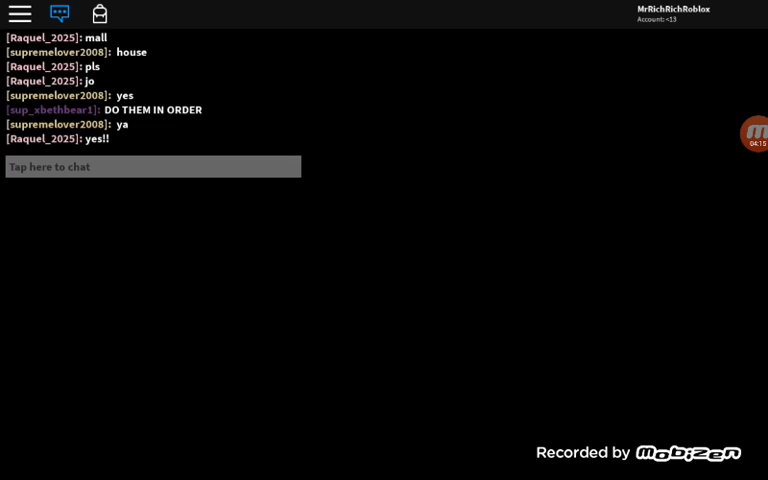 MrRichRichRoblox
Account: <13
[Raquel_2025]: mall
[supremelover2008]: house
[Raquel_2025]: pls
[Raquel_2025]: jo
[supremelover2008]: yes
[sup_xbethbear1]: DO THEM IN ORDER
[supremelover2008]: ya
[Raquel_2025]: yes!!
04:15
Tap here to chat
Recorded by mobizen